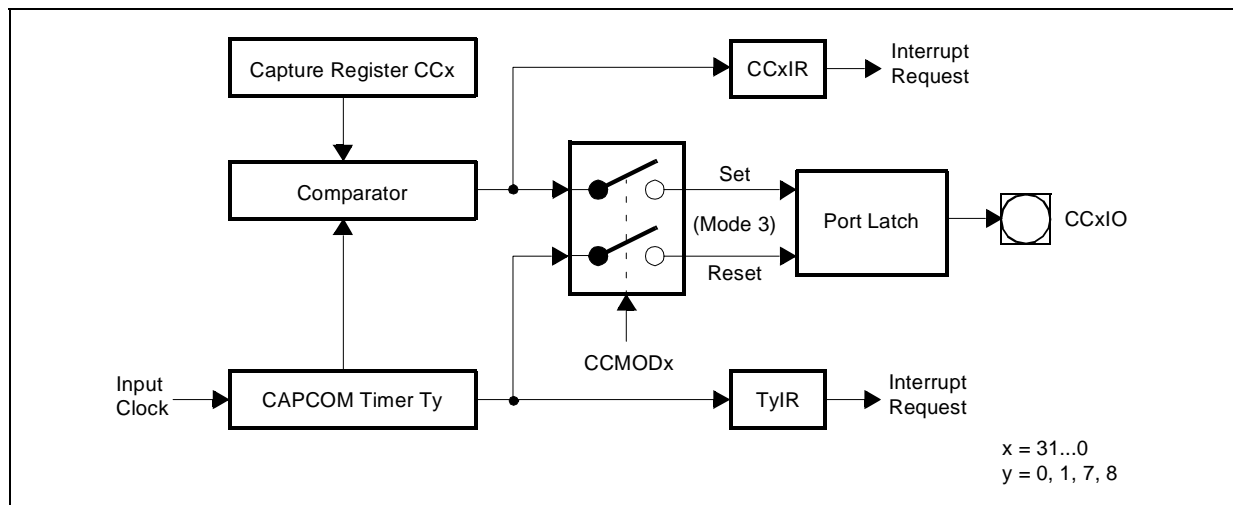 Capture Register CCx
CCxIR
Interrupt
Request
Comparator
Set
(Mode 3)
Reset
Port Latch
CCxIO
CCMODx
Input
Clock
CAPCOM Timer Ty
TyIR
Interrupt
Request
x = 31...0
y = 0, 1, 7, 8